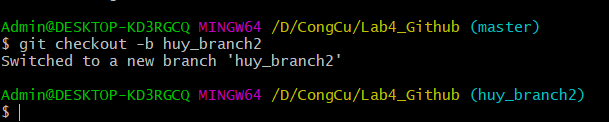 Admin@DESKTOP-KD3RGCQ MINGW64 /D/CongCu/Lab4_Github (master)
$ git checkout -b huy_branch2
Switched to a new branch 'huy_branch2'
Admin@DESKTOP-KD3RGCQ MINGW64 /D/CongCu/Lab4_Github (huy_branch2)
$